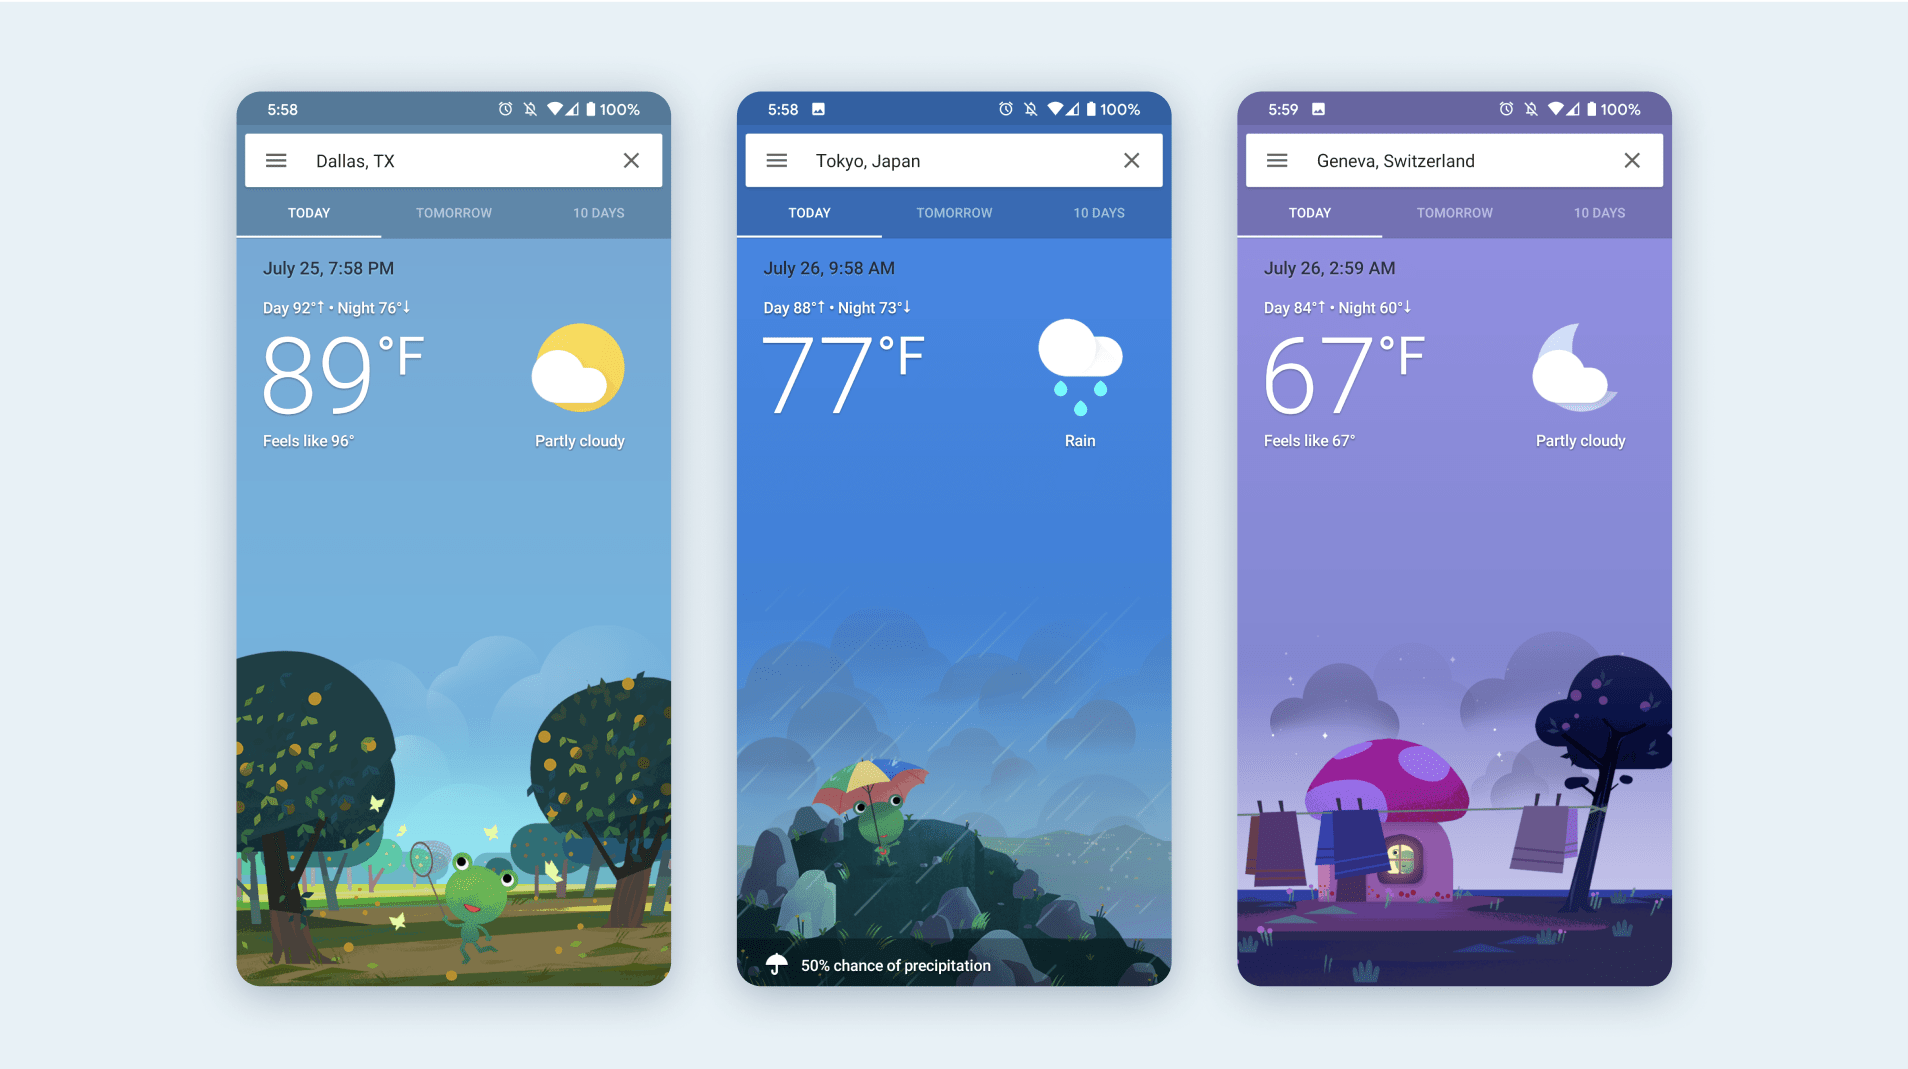 5:58
100%
Dallas, TX
TODAY TOMORROW 10 DAYS
July 25, 7:58 PM
Day 92°↑ • Night 76°↓
89°F
Feels like 96°
Partly cloudy
5:58
100%
Tokyo, Japan
TODAY TOMORROW 10 DAYS
July 26, 9:58 AM
Day 88°↑ • Night 73°↓
77°F
Rain
50% chance of precipitation
5:59
100%
Geneva, Switzerland
TODAY TOMORROW 10 DAYS
July 26, 2:59 AM
Day 84°↑ • Night 60°↓
67°F
Feels like 67°
Partly cloudy